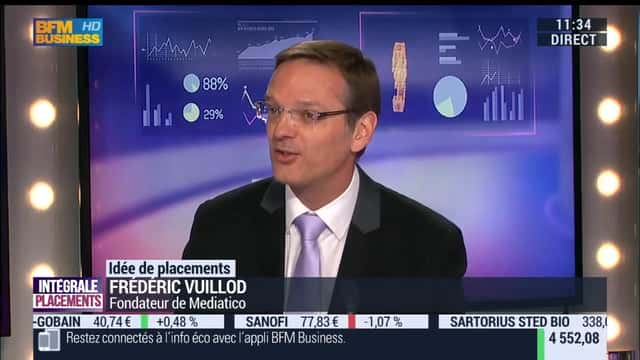 BFM HD
BUSINESS
11:34
DIRECT
88%
29%
Idée de placements
INTÉGRALE
PLACEMENTS
FRÉDÉRIC VUILLOD
Fondateur de Mediatico
-GOBAIN 40,74 € +0,48 % SANOFI 77,83 € -1,07 % SARTORIUS STED BIO 338,0
Restez connectés à l'info éco avec l'appli BFM Business.
4 552,08